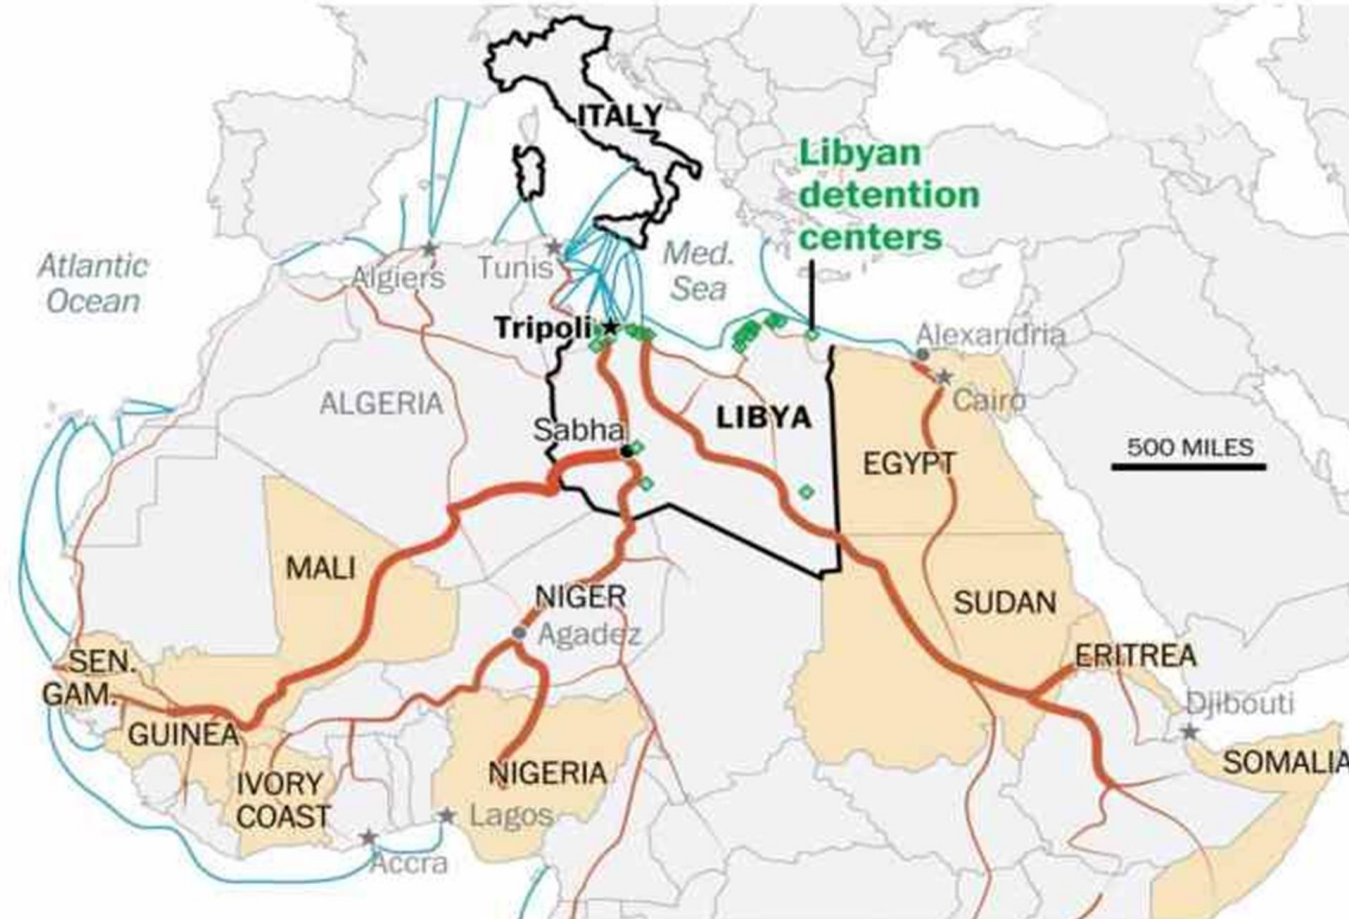 ITALY
Libyan
detention
centers
Atlantic
Ocean
Med.
Sea
Algiers
Tunis
Tripoli
Alexandria
Cairo
ALGERIA
LIBYA
Sabha
500 MILES
EGYPT
MALI
NIGER
SUDAN
Agadez
SEN.
ERITREA
GAM.
Djibouti
GUINEA
SOMALIA
NIGERIA
IVORY
COAST
Lagos
Accra